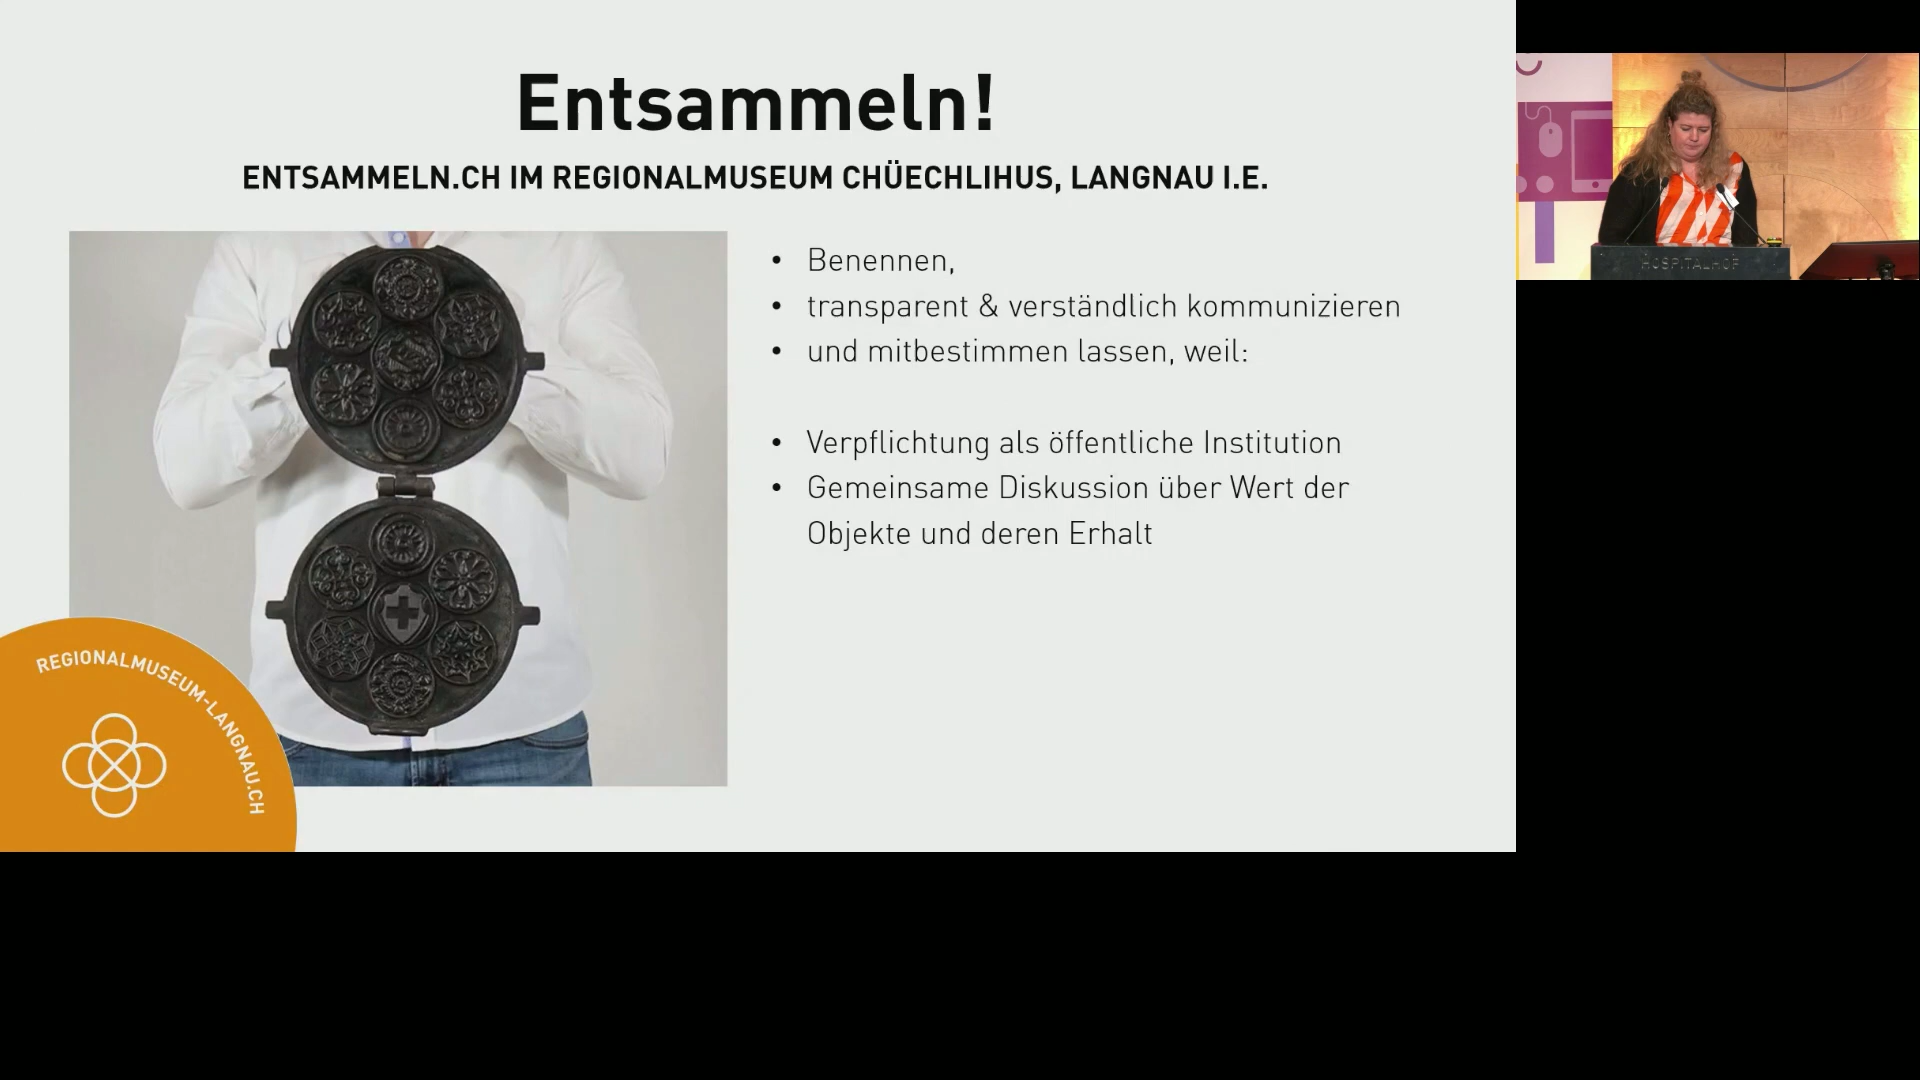 Entsammeln!
ENTSAMMELN.CH IM REGIONALMUSEUM CHÜECHLIHUS, LANGNAU I.E.
• Benennen,
• transparent & verständlich kommunizieren
• und mitbestimmen lassen, weil:
• Verpflichtung als öffentliche Institution
• Gemeinsame Diskussion über Wert der
Objekte und deren Erhalt
REGIONALMUSEUM-LANGNAU.CH
HOSPITALHOF